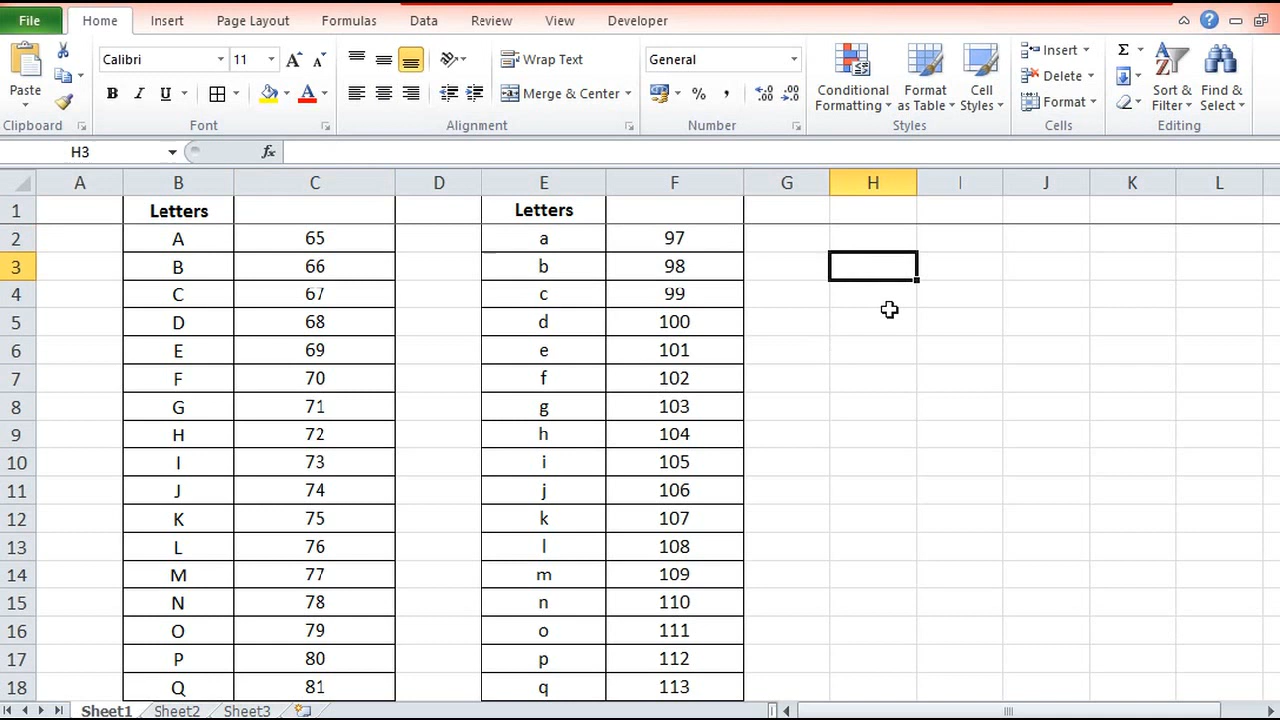 File Home Insert Page Layout Formulas Data Review View Developer
Calibri 11 A A Wrap Text General Insert Σ
Paste Conditional Formatting Format as Table Cell Styles Delete Sort & Filter Find & Select
B I U A Merge & Center % , .0 .00 .00 .0 Format
Clipboard Font Alignment Number Styles Cells Editing
H3 fx
A B C D E F G H I J K L
1 Letters Letters
2 A 65 a 97
3 B 66 b 98
4 C 67 c 99
5 D 68 d 100
6 E 69 e 101
7 F 70 f 102
8 G 71 g 103
9 H 72 h 104
10 I 73 i 105
11 J 74 j 106
12 K 75 k 107
13 L 76 l 108
14 M 77 m 109
15 N 78 n 110
16 O 79 o 111
17 P 80 p 112
18 Q 81 q 113
Sheet1 Sheet2 Sheet3